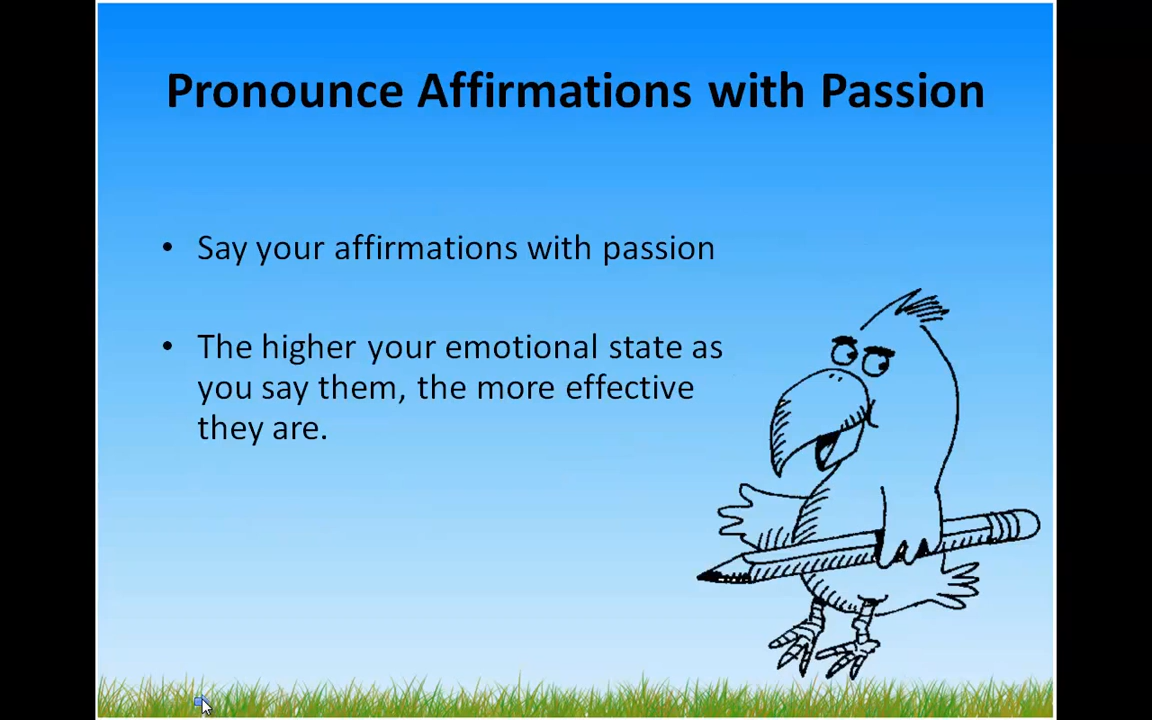 Pronounce Affirmations with Passion
• Say your affirmations with passion
• The higher your emotional state as
you say them, the more effective
they are.